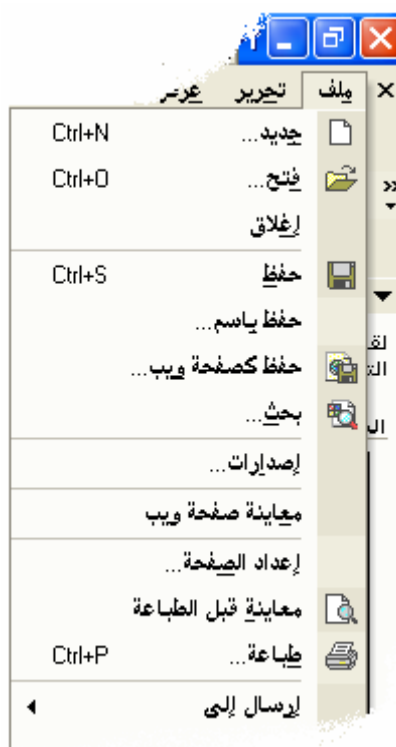 ملف تحرير عرض
جديد... Ctrl+N
فتح... Ctrl+O
إغلاق
حفظ Ctrl+S
حفظ باسم...
حفظ كصفحة ويب...
بحث...
إصدارات...
معاينة صفحة ويب
إعداد الصفحة...
معاينة قبل الطباعة
طباعة... Ctrl+P
إرسال إلى